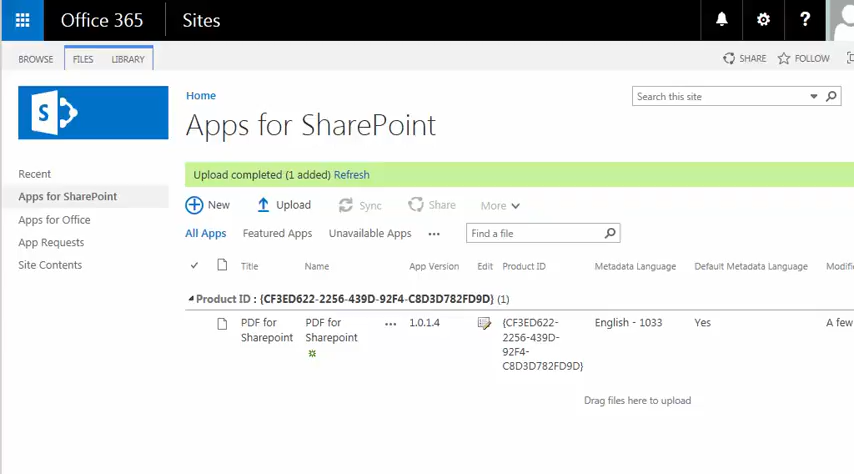 Office 365 Sites ?
BROWSE FILES LIBRARY SHARE FOLLOW
S
Home
Search this site
Apps for SharePoint
Recent
Upload completed (1 added) Refresh
Apps for SharePoint
New Upload Sync Share More
Apps for Office
All Apps Featured Apps Unavailable Apps ••• Find a file
App Requests
Site Contents
Title Name App Version Edit Product ID Metadata Language Default Metadata Language Modifi
Product ID : {CF3ED622-2256-439D-92F4-C8D3D782FD9D} (1)
PDF for PDF for ••• 1.0.1.4 {CF3ED622- English - 1033 Yes A few
Sharepoint Sharepoint 2256-439D-
92F4-
C8D3D782FD9D}
Drag files here to upload